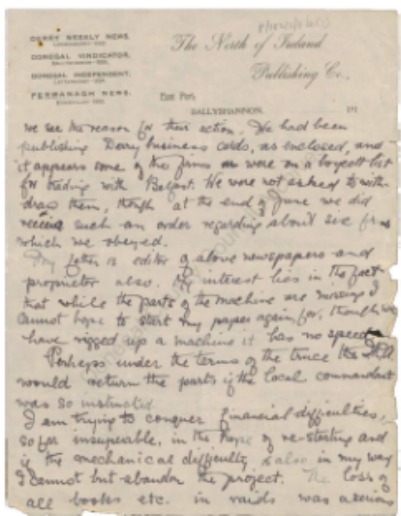 DERRY WEEKLY NEWS,
DONEGAL VINDICATOR,
DONEGAL INDEPENDENT,
FERMANAGH NEWS,
The North of Ireland
Publishing Co.,
East Port,
BALLYSHANNON, 191
we see the reason for their action. We had been
publishing Derry business cards, as enclosed, and
it appears some of the firms were on a boycott list
for trading with Belfast. We were not asked to with-
draw them, though at the end of June we did
receive such an order regarding about six firms
which we obeyed.
My father is editor of above newspapers and
proprietor also. My interest lies in the fact
that while the parts of the machine are missing I
cannot hope to start my paper again, for, though we
have rigged up a machine it has no speed.
Perhaps under the terms of the truce the
would return the parts if the local commandant
was so instructed.
I am trying to conquer financial difficulties,
so far insuperable, in the hope of re-starting and
if the mechanical difficulty is also in my way
I cannot but abandon the project. The loss of
all books etc. in raids was a serious